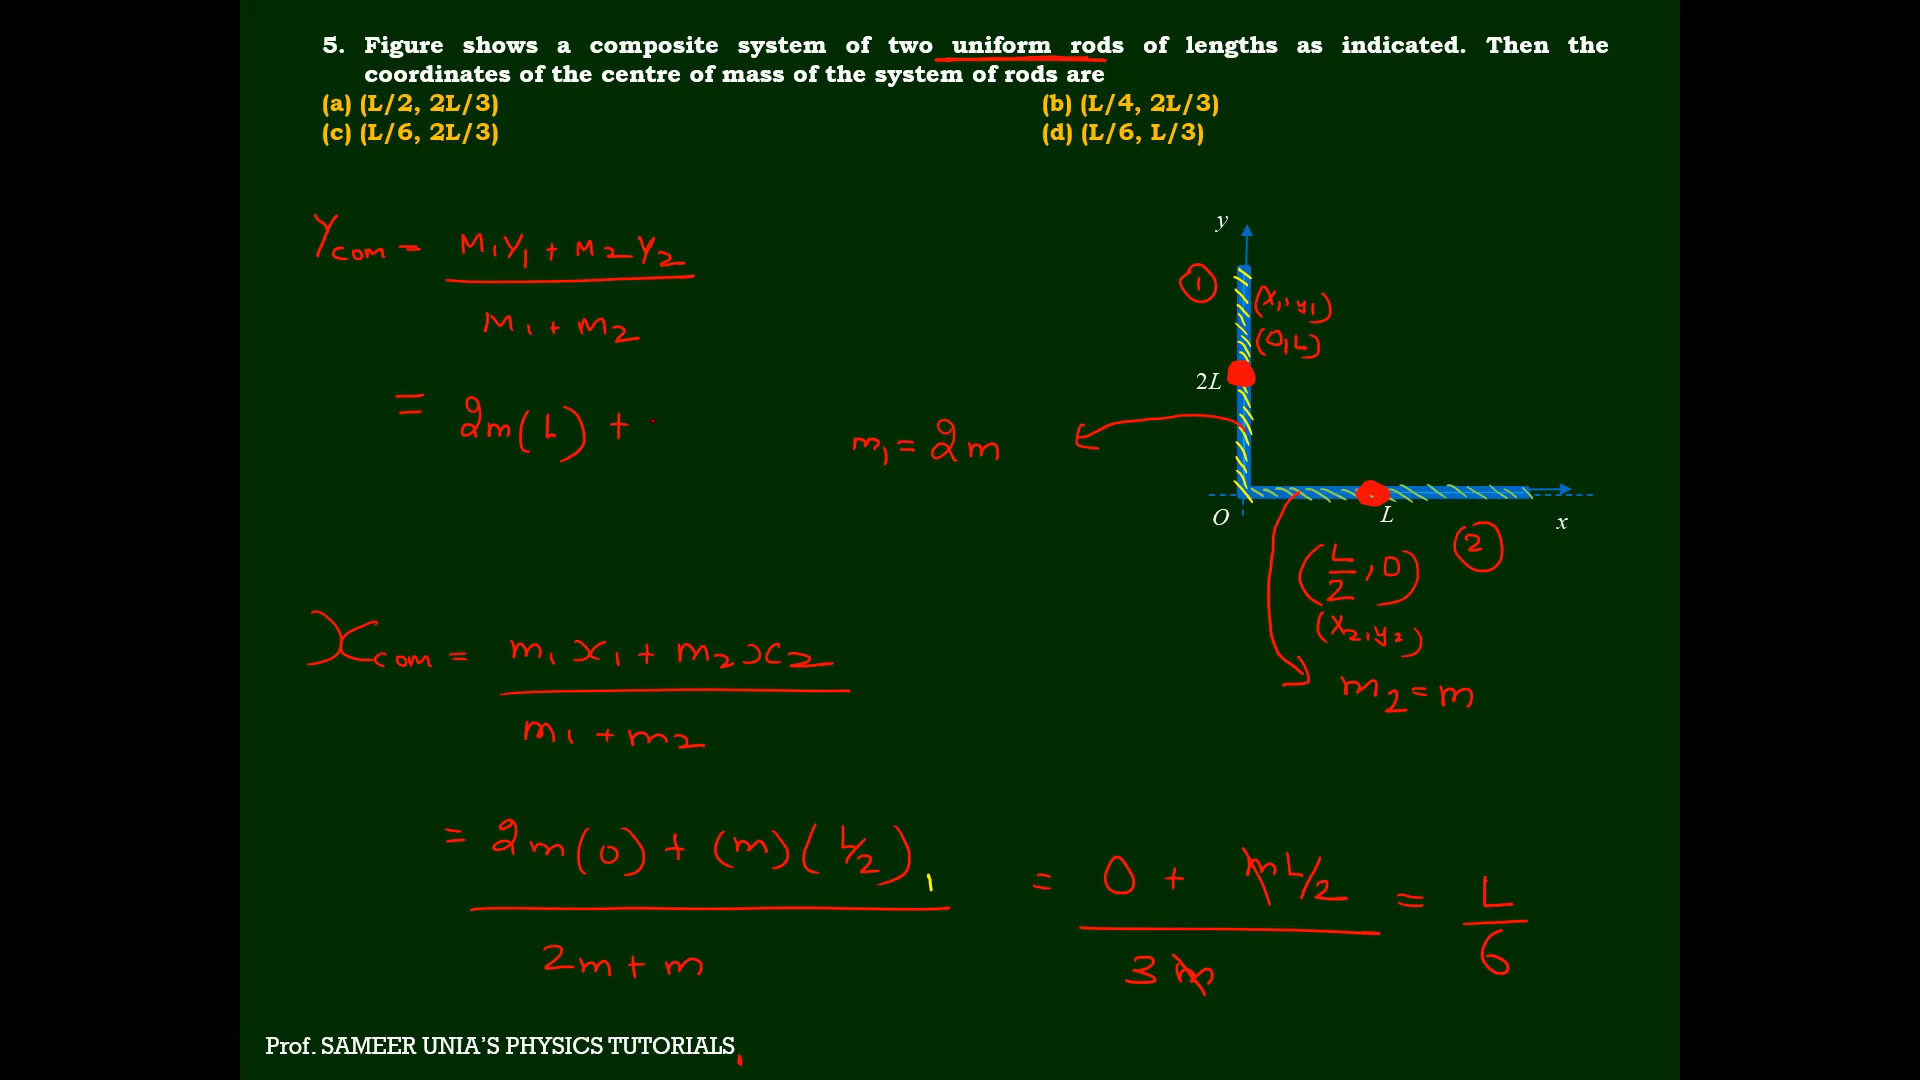 5. Figure shows a composite system of two uniform rods of lengths as indicated. Then the
coordinates of the centre of mass of the system of rods are
(a) (L/2, 2L/3)
(b) (L/4, 2L/3)
(c) (L/6, 2L/3)
(d) (L/6, L/3)
Ycom = M1Y1 + M2Y2
M1 + M2
= 2m(L) +
m1 = 2m
y
1
(x1, y1)
(0, L)
2L
O
L
x
2
(L/2, 0)
(x2, y2)
m2 = m
Xcom = m1x1 + m2x2
m1 + m2
= 2m(0) + (m)(L/2)
2m + m
= 0 + mL/2
3m
= L
6
Prof. SAMEER UNIA'S PHYSICS TUTORIALS